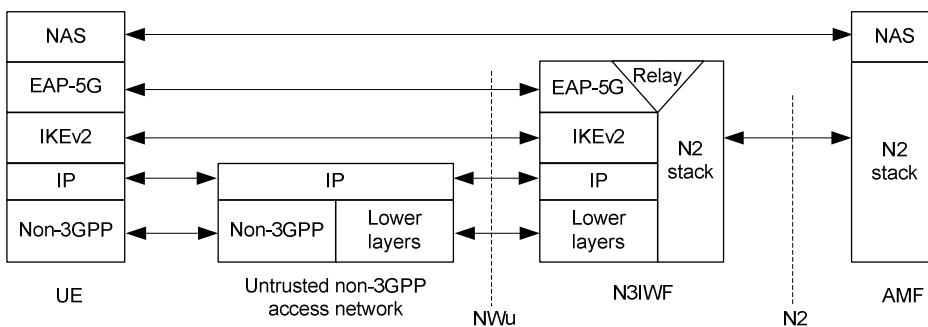 NAS
NAS
EAP-5G
EAP-5G
Relay
IKEv2
IKEv2
N2
stack
N2
stack
IP
IP
IP
Non-3GPP
Non-3GPP
Lower
layers
Lower
layers
UE
Untrusted non-3GPP
access network
N3IWF
AMF
NWu
N2